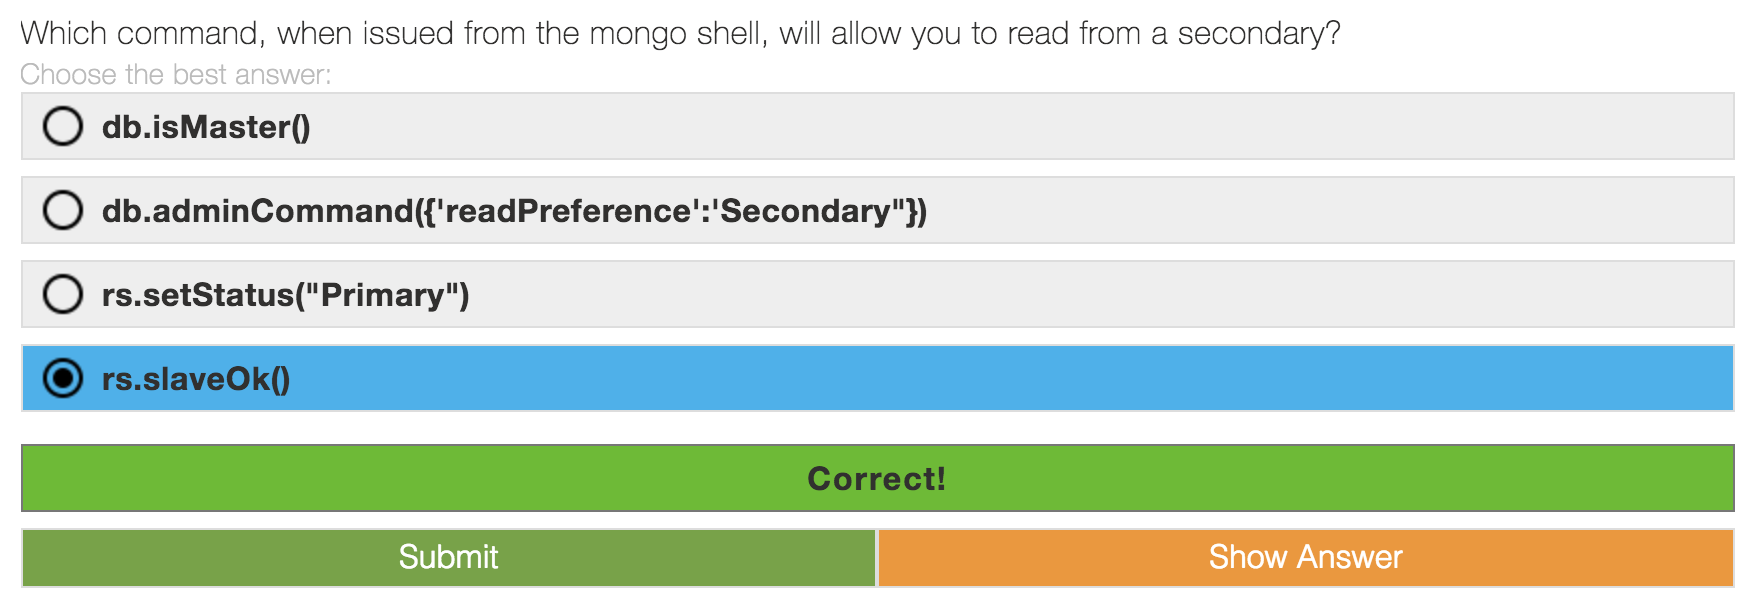 Which command, when issued from the mongo shell, will allow you to read from a secondary?
Choose the best answer:
db.isMaster()
db.adminCommand({'readPreference':'Secondary"})
rs.setStatus("Primary")
rs.slaveOk()
Correct!
Submit
Show Answer